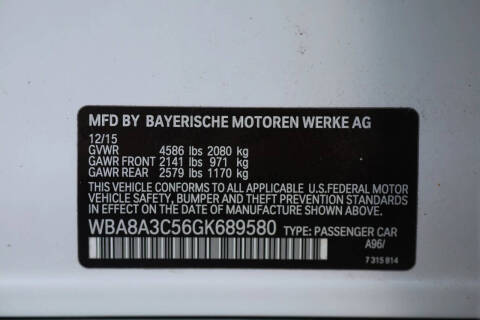 MFD BY BAYERISCHE MOTOREN WERKE AG
12/15
GVWR 4586 lbs 2080 kg
GAWR FRONT 2141 lbs 971 kg
GAWR REAR 2579 lbs 1170 kg
THIS VEHICLE CONFORMS TO ALL APPLICABLE U.S.FEDERAL MOTOR
VEHICLE SAFETY, BUMPER AND THEFT PREVENTION STANDARDS
IN EFFECT ON THE DATE OF MANUFACTURE SHOWN ABOVE.
WBA8A3C56GK689580 TYPE: PASSENGER CAR
A96/
7 315 814